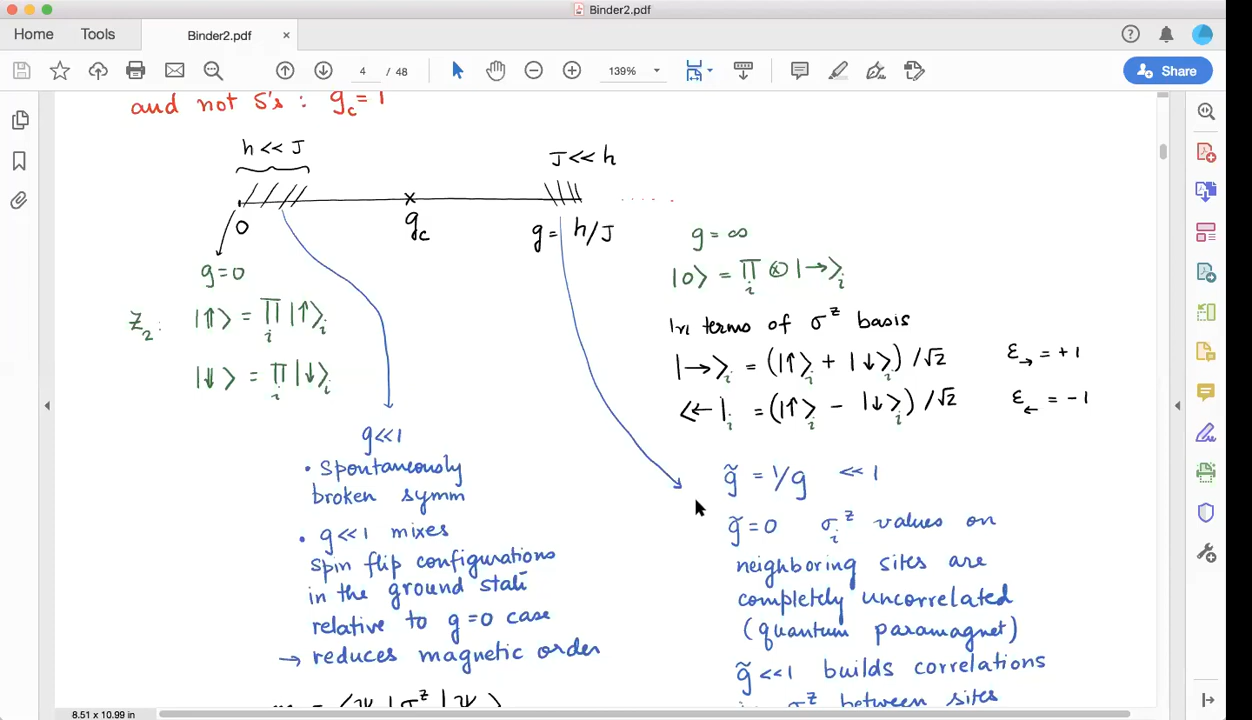 Binder2.pdf
Home
Tools
Binder2.pdf
×
4 / 48
139%
Share
and not S's : g_c = 1
h << J
J << h
0
g_c
g = h/J
g = ∞
g=0
|0> = ∏_i ⊗ |→>_i
Z_2 : |⇑> = ∏_i |↑>_i
|⇓> = ∏_i |↓>_i
In terms of σ^z basis
|→>_i = (|↑>_i + |↓>_i) / √2 ε_→ = +1
<←|_i = (|↑>_i - |↓>_i) / √2 ε_← = -1
g<<1
• Spontaneously
broken symm
• g<<1 mixes
spin flip configurations
in the ground state
relative to g=0 case
→ reduces magnetic order
g̃ = 1/g << 1
g̃ = 0 σ_i^z values on
neighboring sites are
completely uncorrelated
(quantum paramagnet)
g̃ <<1 builds correlations
σ^z between sites
8.51 x 10.99 in